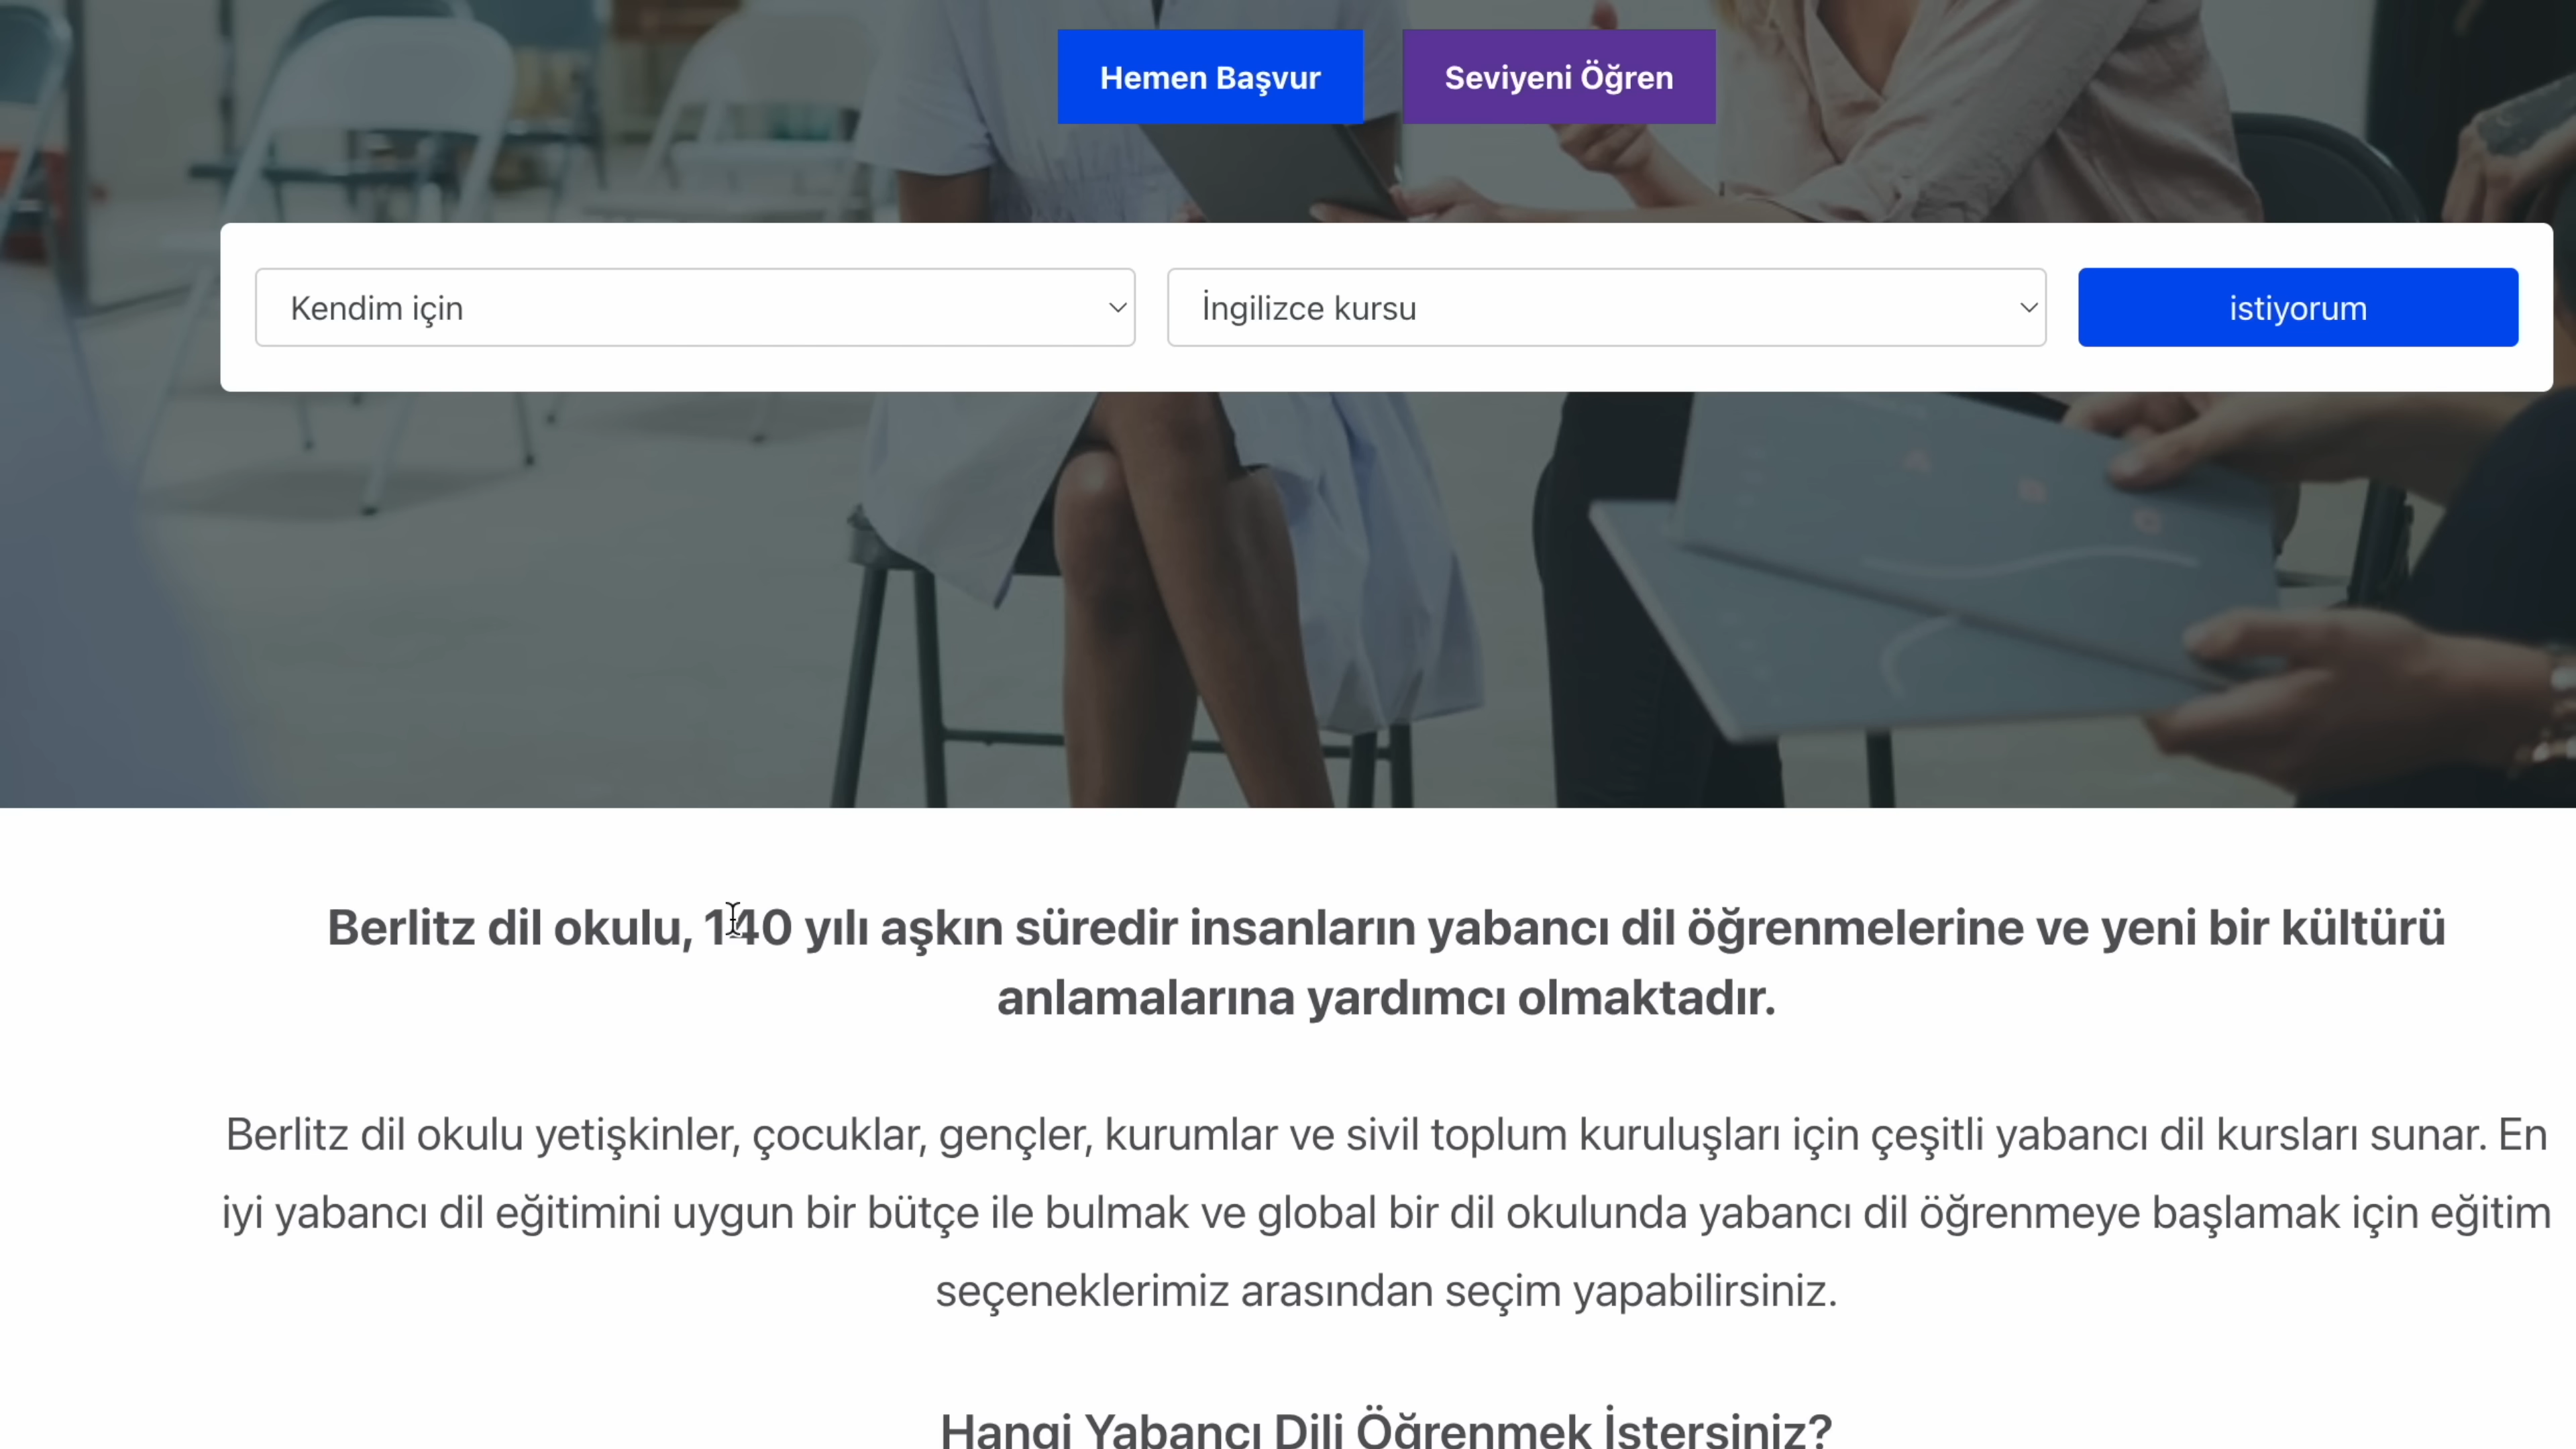 Hemen Başvur
Seviyeni Öğren
Kendim için
İngilizce kursu
istiyorum
Berlitz dil okulu, 140 yılı aşkın süredir insanların yabancı dil öğrenmelerine ve yeni bir kültürü
anlamalarına yardımcı olmaktadır.
Berlitz dil okulu yetişkinler, çocuklar, gençler, kurumlar ve sivil toplum kuruluşları için çeşitli yabancı dil kursları sunar. En
iyi yabancı dil eğitimini uygun bir bütçe ile bulmak ve global bir dil okulunda yabancı dil öğrenmeye başlamak için eğitim
seçeneklerimiz arasından seçim yapabilirsiniz.
Hangi Yabancı Dili Öğrenmek İstersiniz?